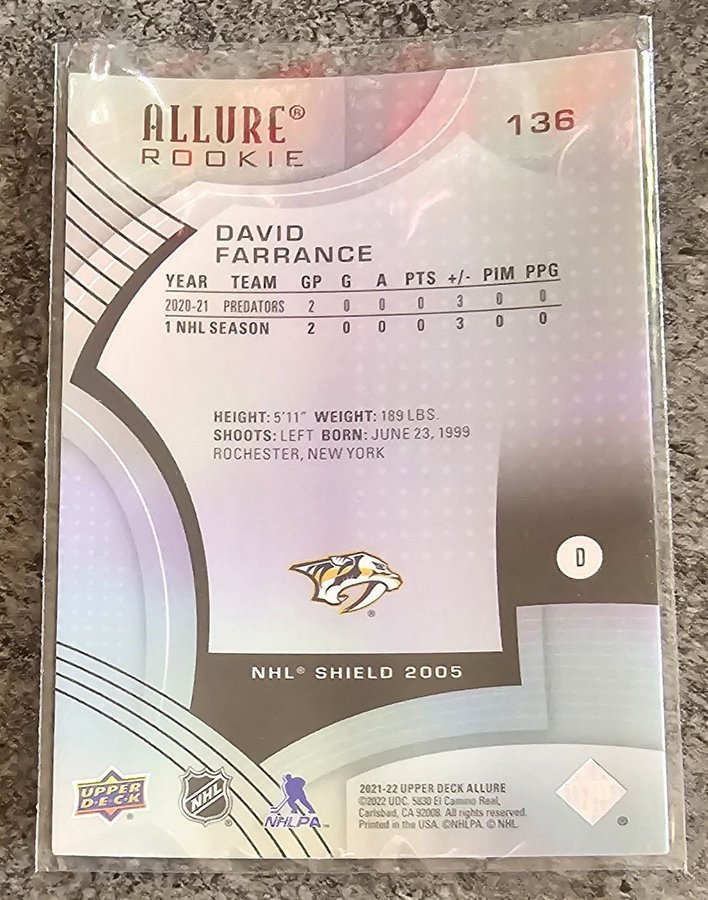 ALLURE®
ROOKIE
136
DAVID
FARRANCE
YEAR TEAM GP G A PTS +/- PIM PPG
2020-21 PREDATORS 2 0 0 0 3 0 0
1 NHL SEASON 2 0 0 0 3 0 0
HEIGHT: 5'11" WEIGHT: 189 LBS.
SHOOTS: LEFT BORN: JUNE 23, 1999
ROCHESTER, NEW YORK
D
®
NHL® SHIELD 2005
UPPER
D·E·C·K®
NHL®
NHLPA
2021-22 UPPER DECK ALLURE
©2022 UDC. 5830 El Camino Real,
Carlsbad, CA 92008. All rights reserved.
Printed in the USA. ©NHLPA. © NHL.
®